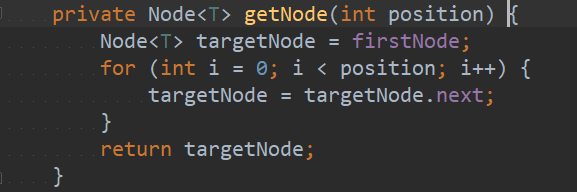 private Node<T> getNode(int position) {
Node<T> targetNode = firstNode;
for (int i = 0; i < position; i++) {
targetNode = targetNode.next;
}
return targetNode;
}